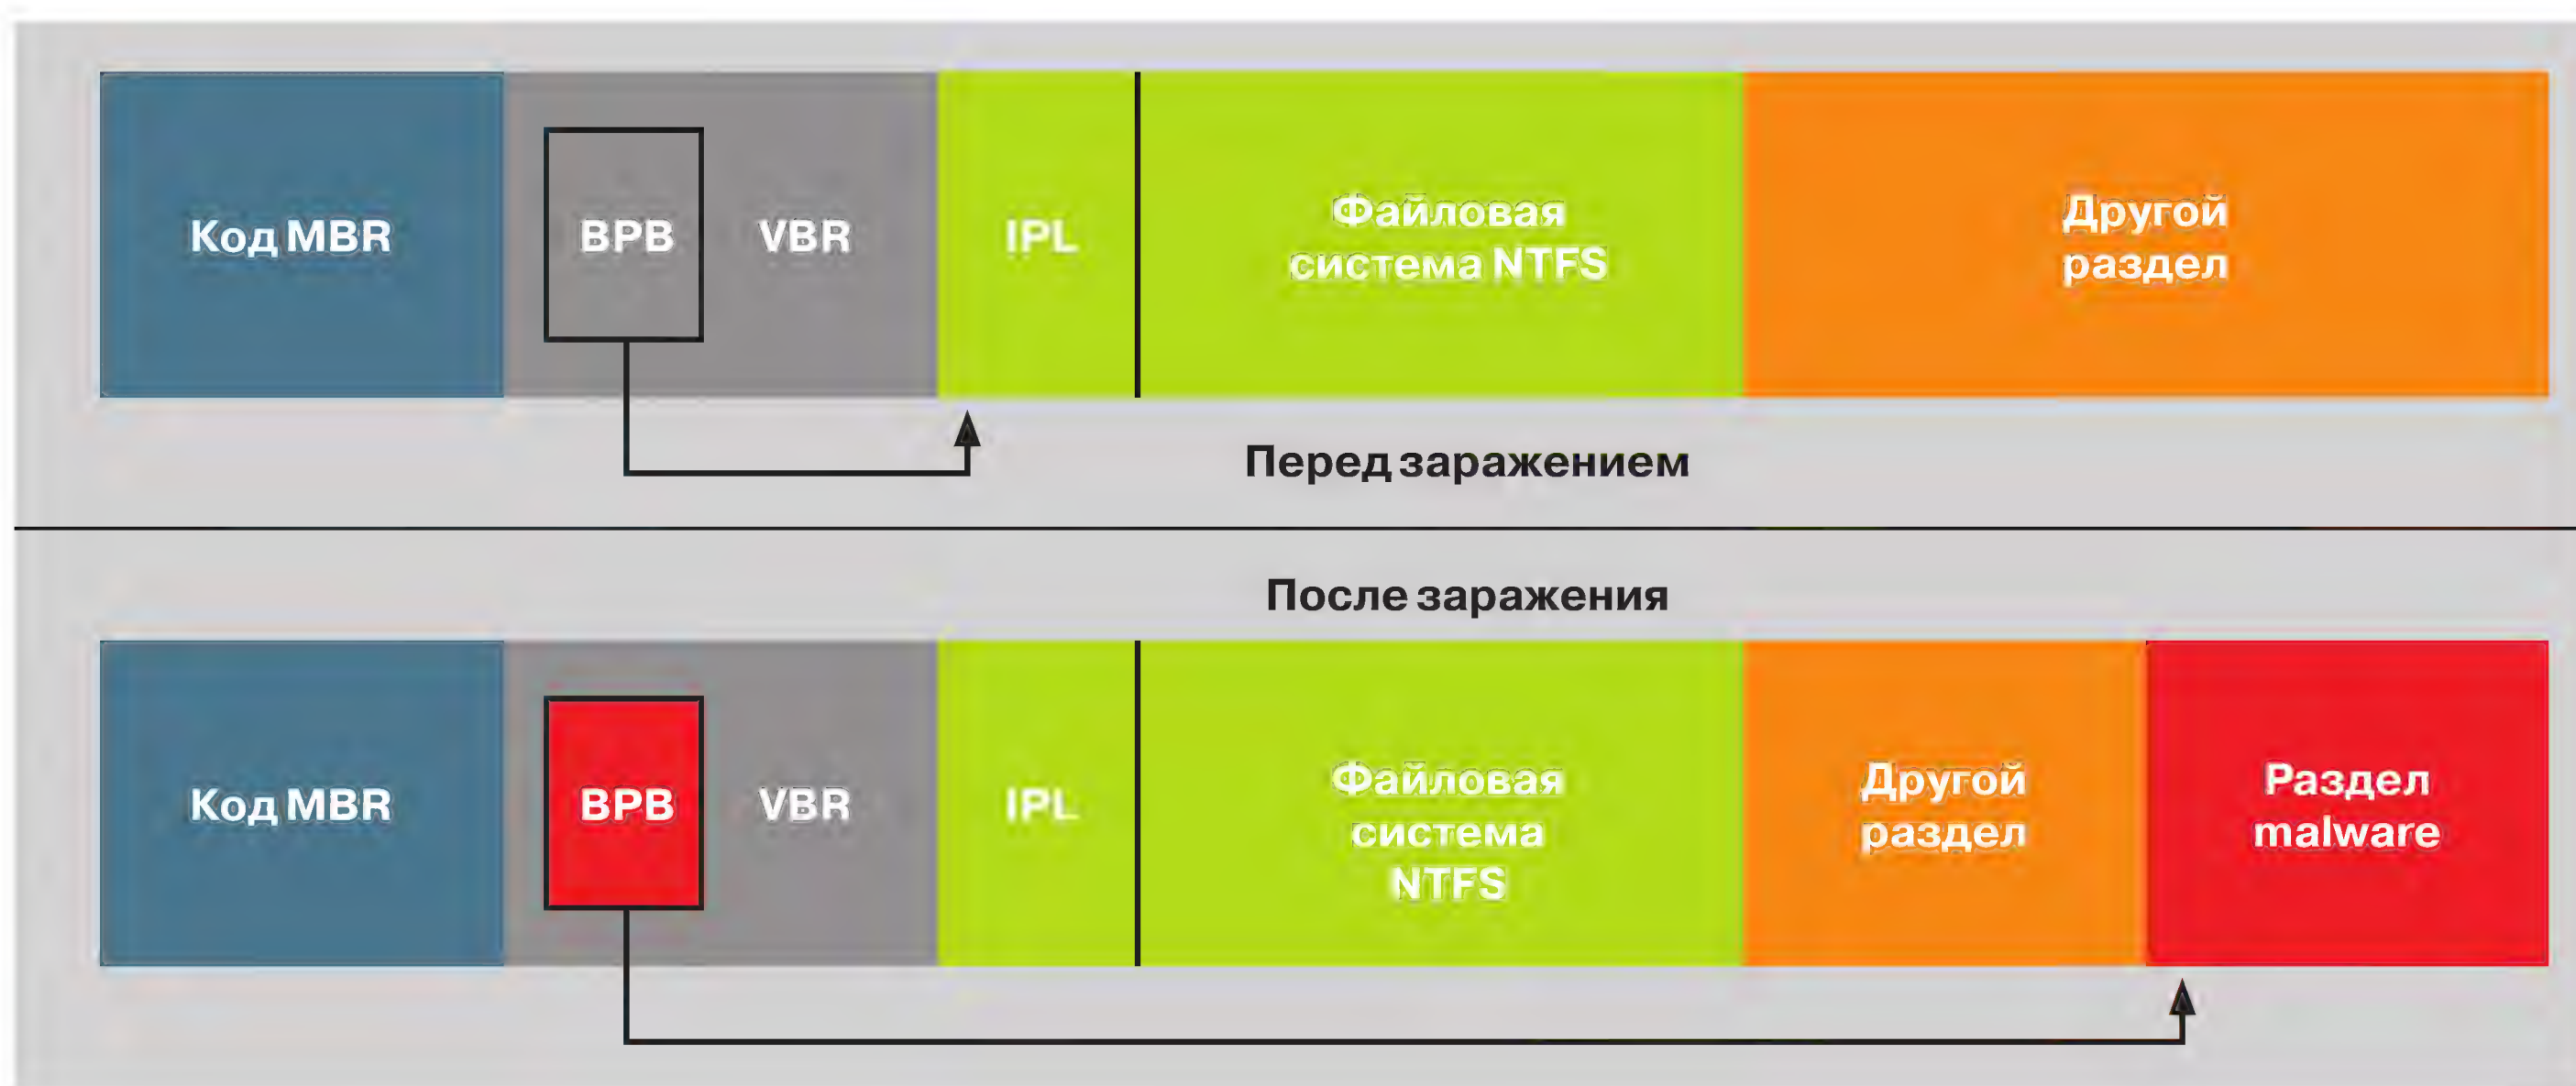 Код MBR
BPB
VBR
IPL
Файловая
система NTFS
Другой
раздел
Перед заражением
После заражения
Код MBR
BPB
VBR
IPL
Файловая
система
NTFS
Другой
раздел
Раздел
malware